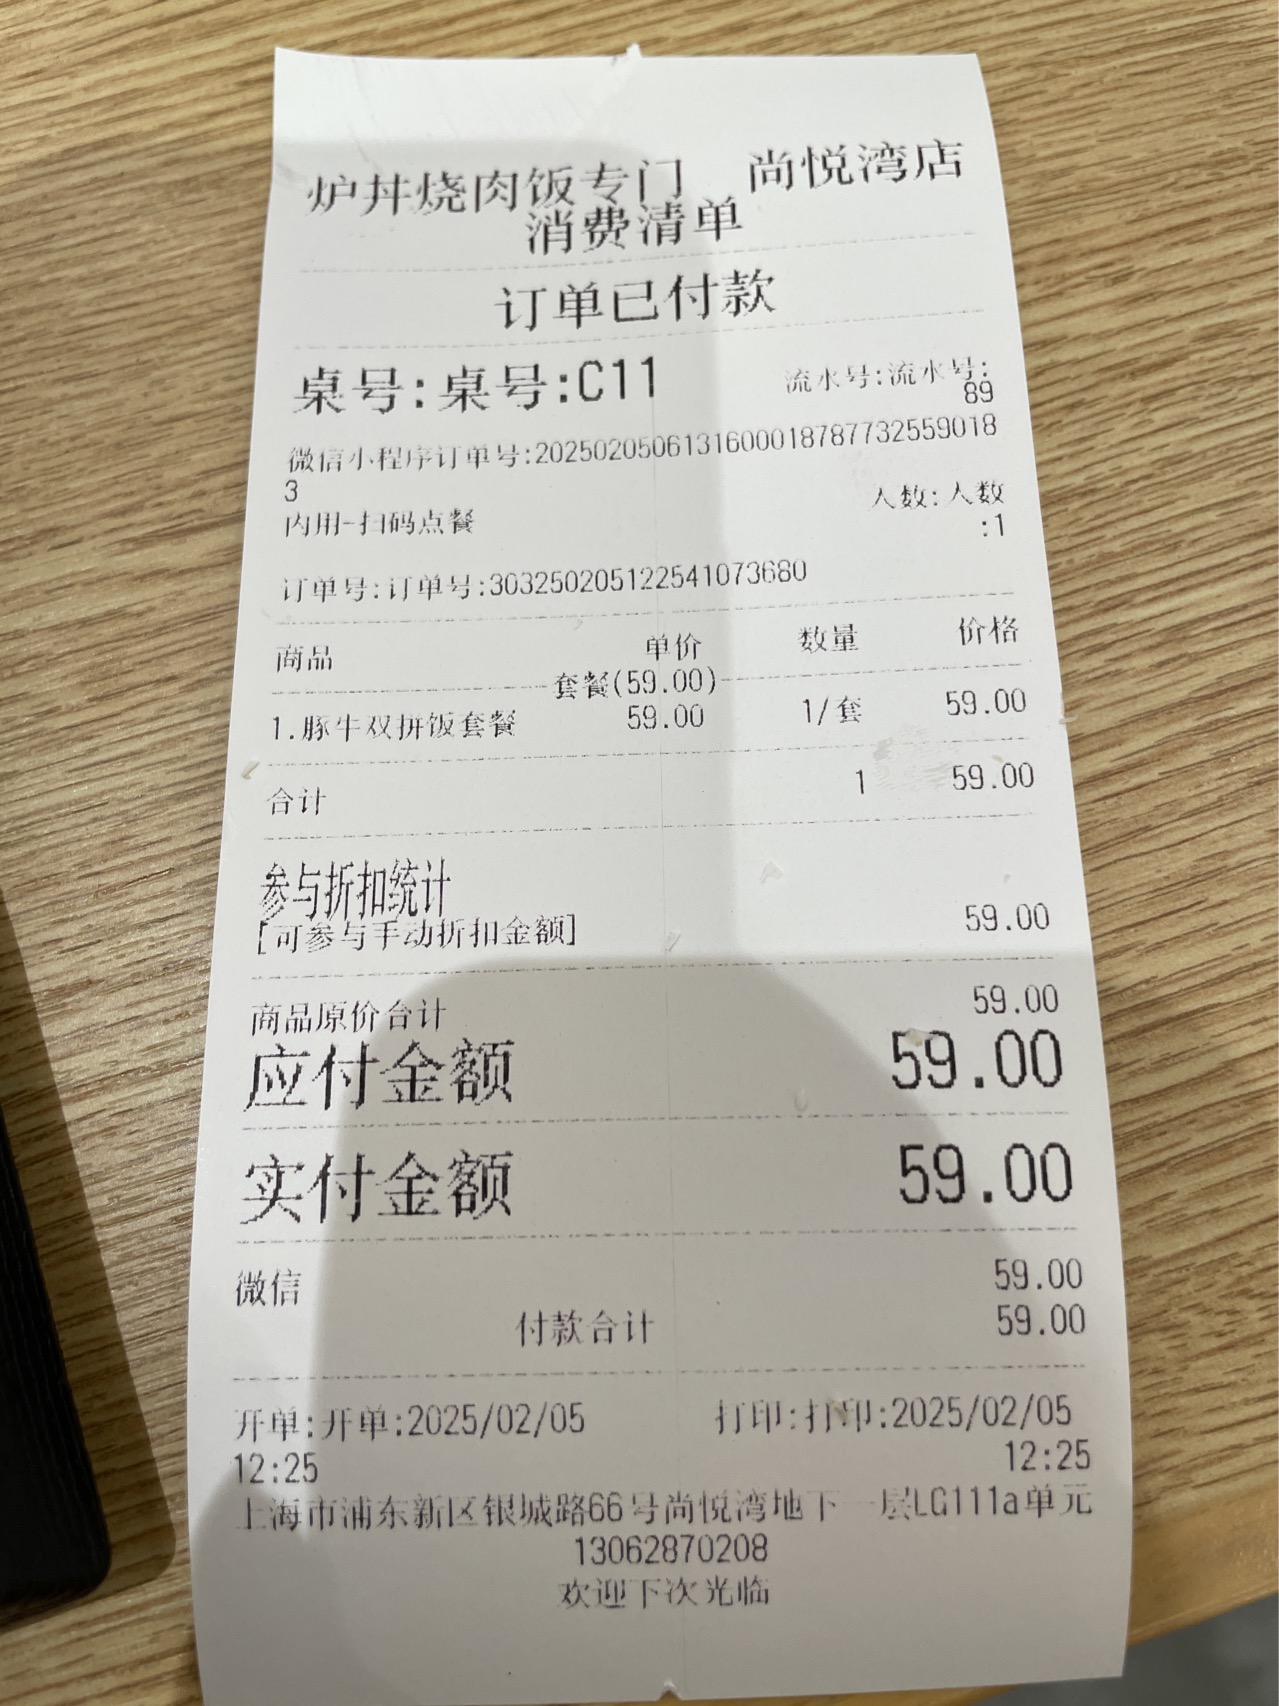 炉丼烧肉饭专门 尚悦湾店
消费清单
订单已付款
桌号:桌号:C11 流水号:流水号:
89
微信小程序订单号:2025020506131600018787732559018
3
内用-扫码点餐 人数:人数
:1
订单号:订单号:303250205122541073680
商品 单价 数量 价格
套餐(59.00)
1.豚牛双拼饭套餐 59.00 1/套 59.00
合计 1 59.00
参与折扣统计
[可参与手动折扣金额] 59.00
商品原价合计 59.00
应付金额 59.00
实付金额 59.00
微信 59.00
付款合计 59.00
开单:开单:2025/02/05 打印:打印:2025/02/05
12:25 12:25
上海市浦东新区银城路66号尚悦湾地下一层LG111a单元
13062870208
欢迎下次光临